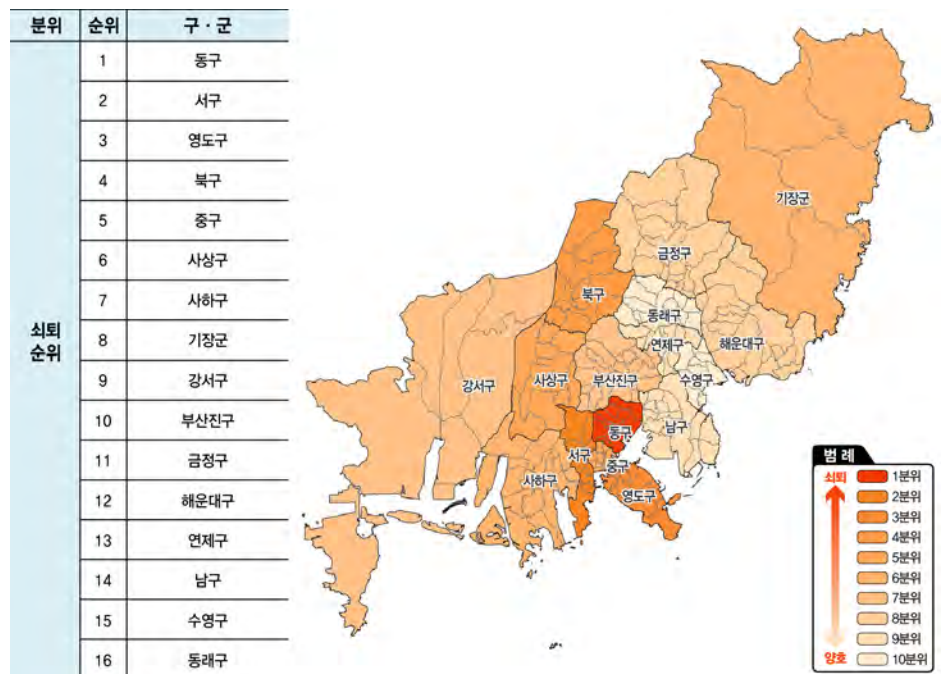 분위 순위 구 · 군
쇠퇴
순위
1 동구
2 서구
3 영도구
4 북구
5 중구
6 사상구
7 사하구
8 기장군
9 강서구
10 부산진구
11 금정구
12 해운대구
13 연제구
14 남구
15 수영구
16 동래구
기장군
금정구
북구
동래구
연제구
해운대구
강서구
사상구
부산진구
수영구
동구
남구
서구
중구
사하구
영도구
범 례
쇠퇴
1분위
2분위
3분위
4분위
5분위
6분위
7분위
8분위
9분위
양호
10분위